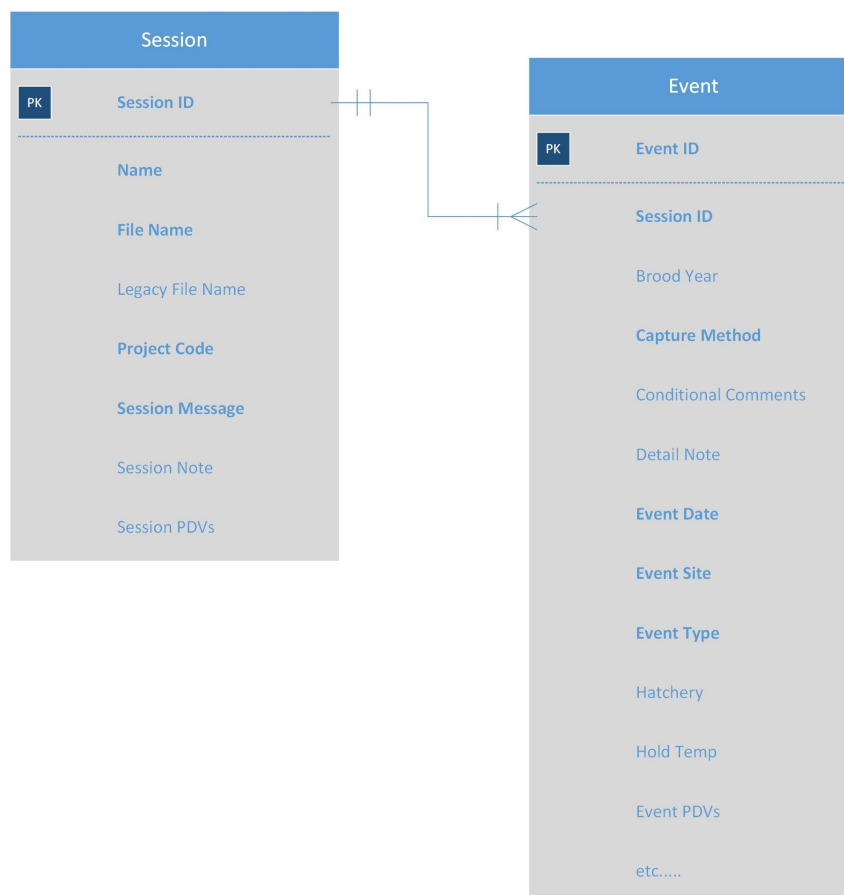 Session
PK Session ID
Name
File Name
Legacy File Name
Project Code
Session Message
Session Note
Session PDVs
Event
PK Event ID
Session ID
Brood Year
Capture Method
Conditional Comments
Detail Note
Event Date
Event Site
Event Type
Hatchery
Hold Temp
Event PDVs
etc.....